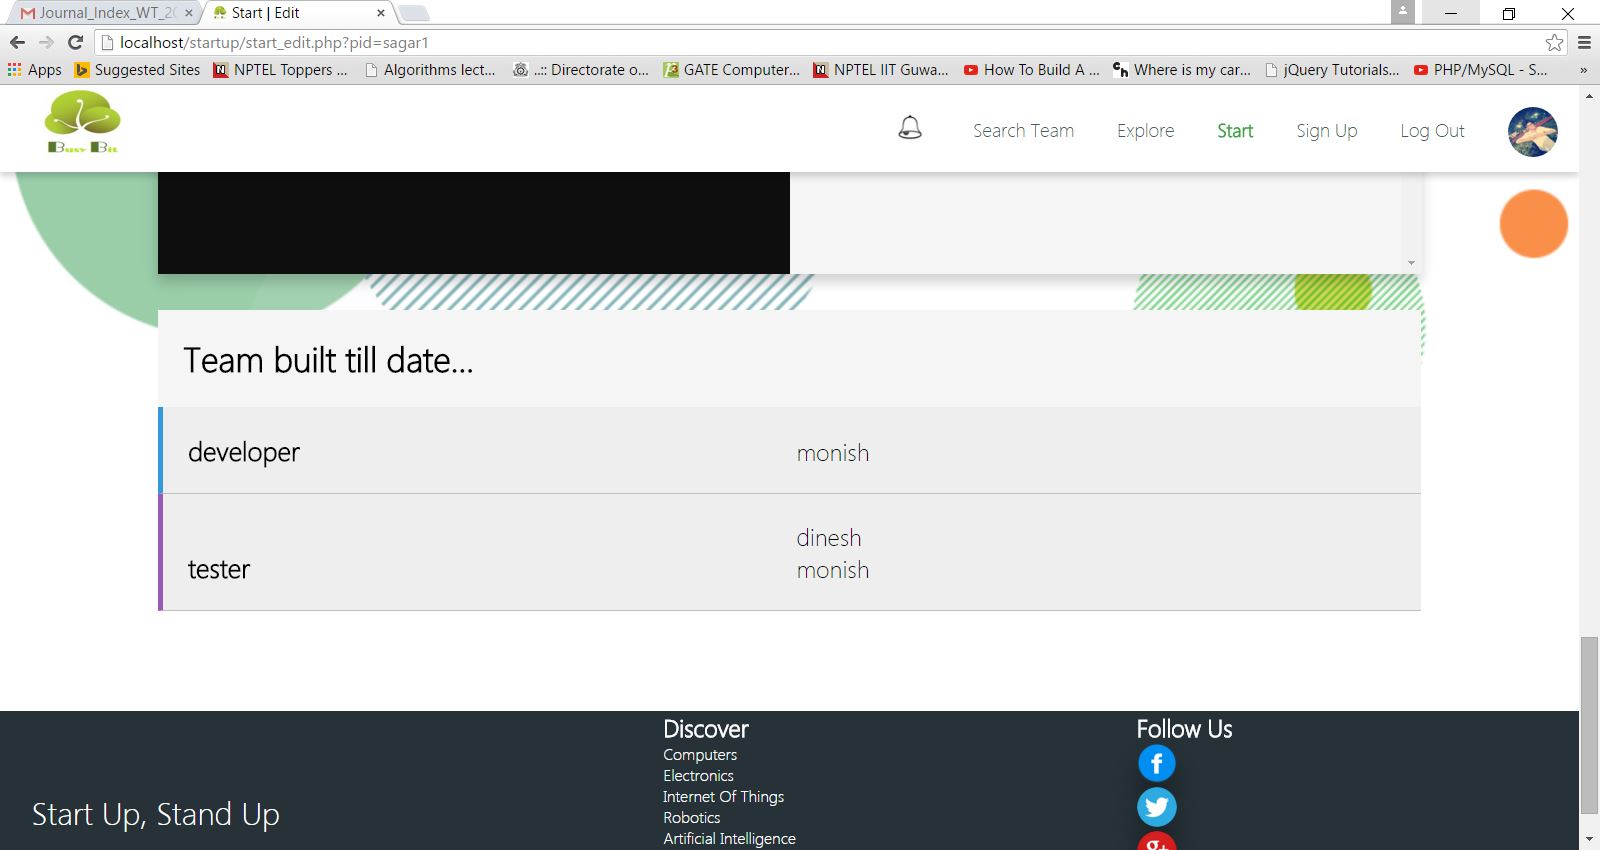 Journal_Index_WT_20
Start | Edit
localhost/startup/start_edit.php?pid=sagar1
Apps Suggested Sites NPTEL Toppers ... Algorithms lect... ..:: Directorate o... GATE Computer... NPTEL IIT Guwa... How To Build A ... Where is my car... jQuery Tutorials... PHP/MySQL - S... »
Busy Bit
Search Team Explore Start Sign Up Log Out
Team built till date...
developer monish
dinesh
tester monish
Discover
Computers
Electronics
Internet Of Things
Robotics
Artificial Intelligence
Follow Us
Start Up, Stand Up